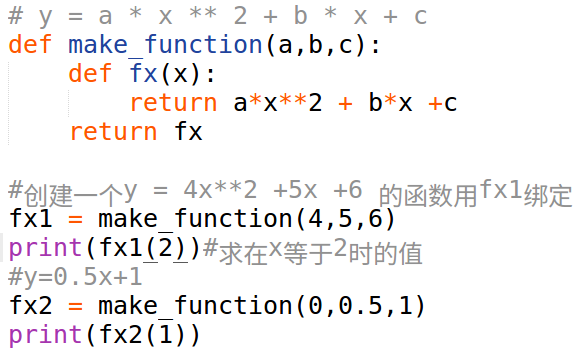 # y = a * x ** 2 + b * x + c
def make_function(a,b,c):
    def fx(x):
        return a*x**2 + b*x +c
    return fx
#创建一个y = 4x**2 +5x +6 的函数用fx1绑定
fx1 = make_function(4,5,6)
print(fx1(2))#求在x等于2时的值
#y=0.5x+1
fx2 = make_function(0,0.5,1)
print(fx2(1))